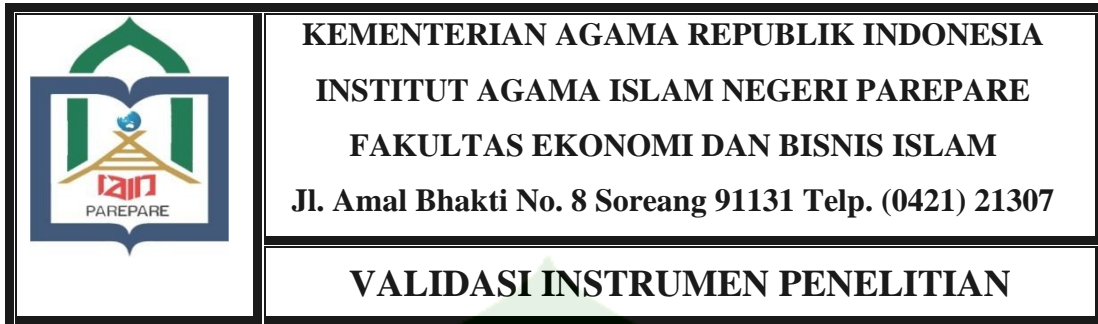 IAIN
PAREPARE
KEMENTERIAN AGAMA REPUBLIK INDONESIA
INSTITUT AGAMA ISLAM NEGERI PAREPARE
FAKULTAS EKONOMI DAN BISNIS ISLAM
Jl. Amal Bhakti No. 8 Soreang 91131 Telp. (0421) 21307
VALIDASI INSTRUMEN PENELITIAN